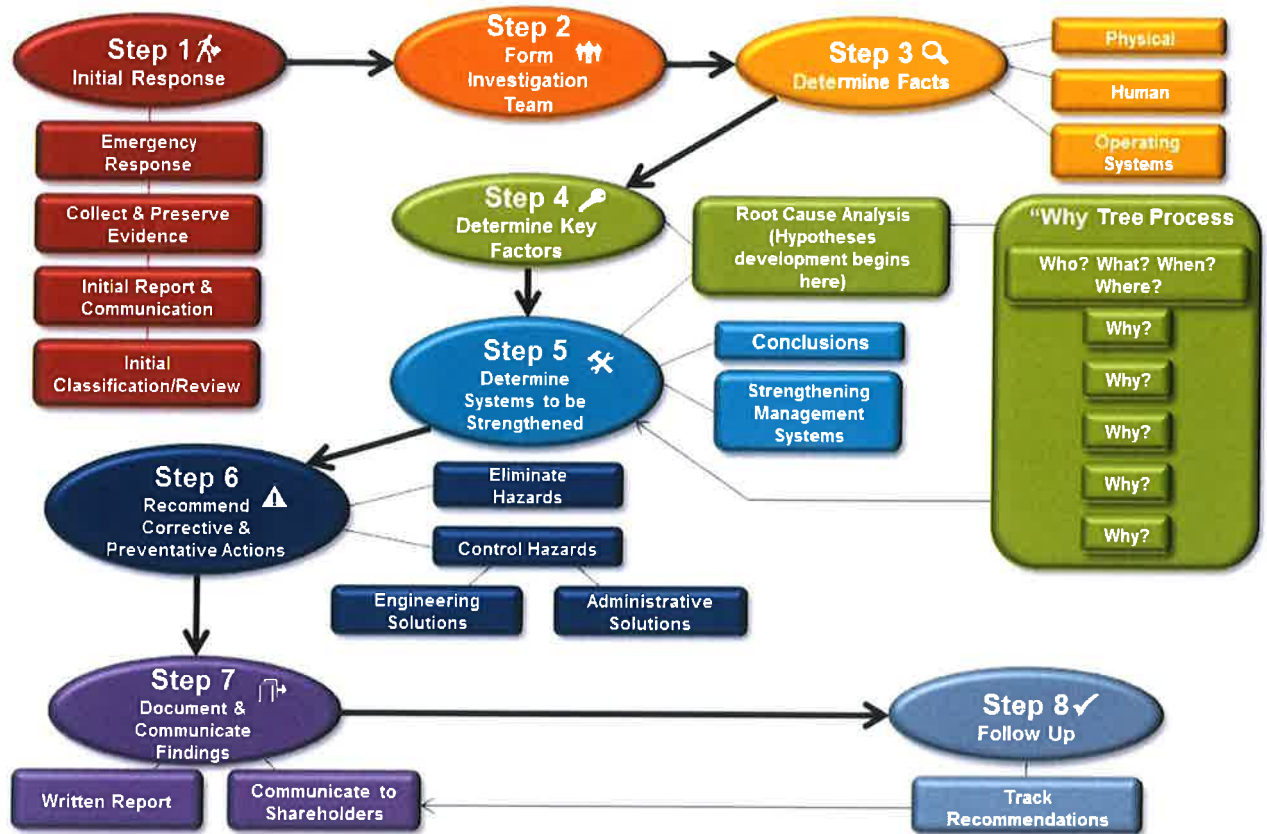 Step 1
Initial Response
Emergency
Response
Collect & Preserve
Evidence
Initial Report &
Communication
Initial
Classification/Review
Step 2
Form
Investigation
Team
Step 3
Determine Facts
Physical
Human
Operating
Systems
Step 4
Determine Key
Factors
Root Cause Analysis
(Hypotheses
development begins
here)
“Why Tree Process
Who? What? When?
Where?
Why?
Why?
Why?
Why?
Why?
Step 5
Determine
Systems to be
Strengthened
Conclusions
Strengthening
Management
Systems
Step 6
Recommend
Corrective &
Preventative Actions
Eliminate
Hazards
Control Hazards
Engineering
Solutions
Administrative
Solutions
Step 7
Document &
Communicate
Findings
Written Report
Communicate to
Shareholders
Step 8
Follow Up
Track
Recommendations